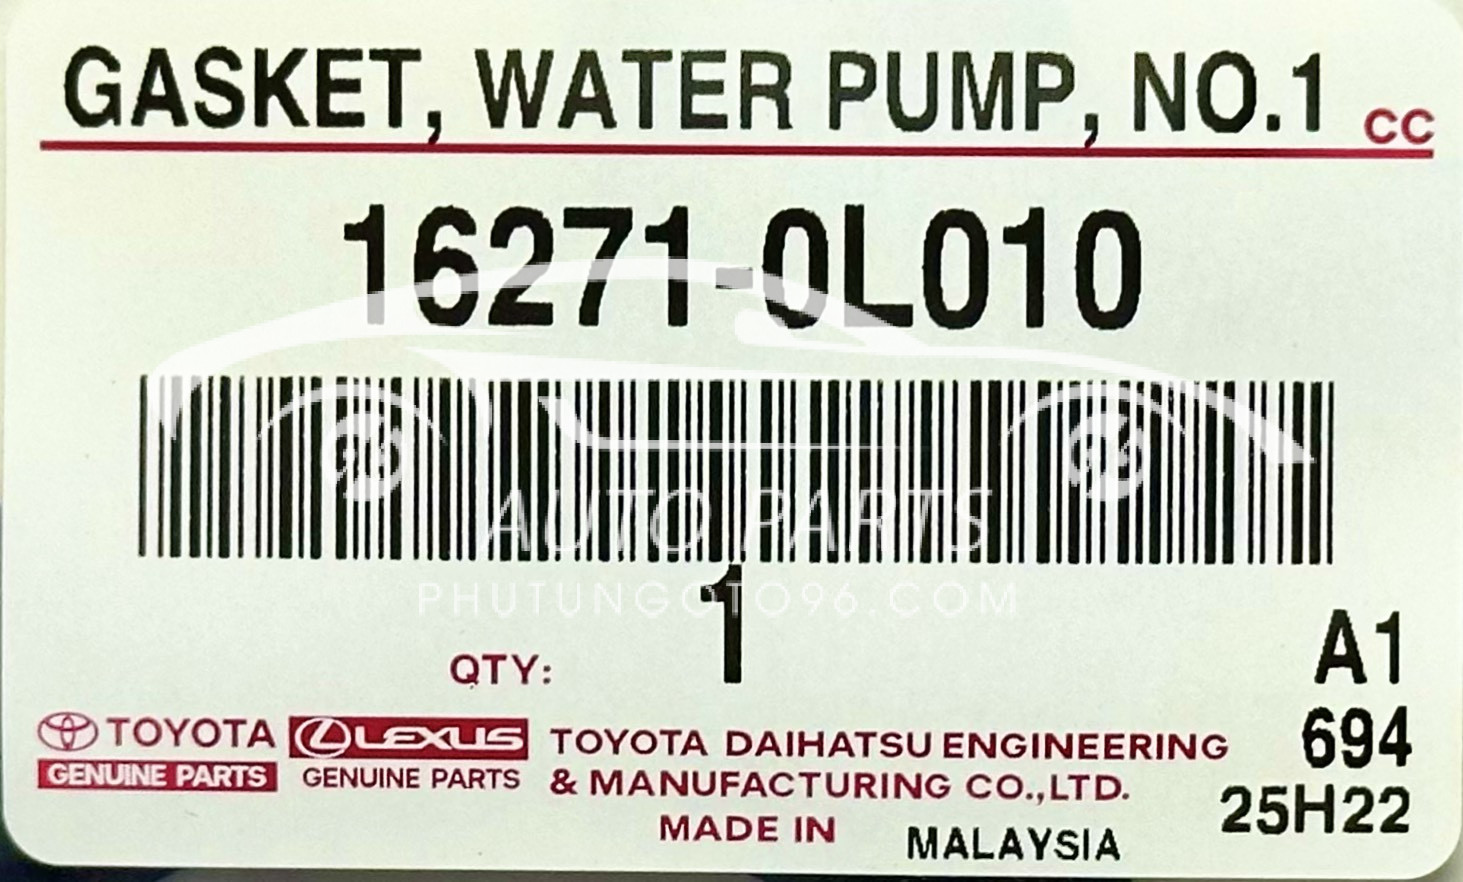 GASKET, WATER PUMP, NO.1 CC
16271-0L010
AUTO PARTS
PHUTUNGOTO96.COM
QTY: 1
A1
694
25H22
TOYOTA
GENUINE PARTS
LEXUS
GENUINE PARTS
TOYOTA DAIHATSU ENGINEERING
& MANUFACTURING CO.,LTD.
MADE IN MALAYSIA